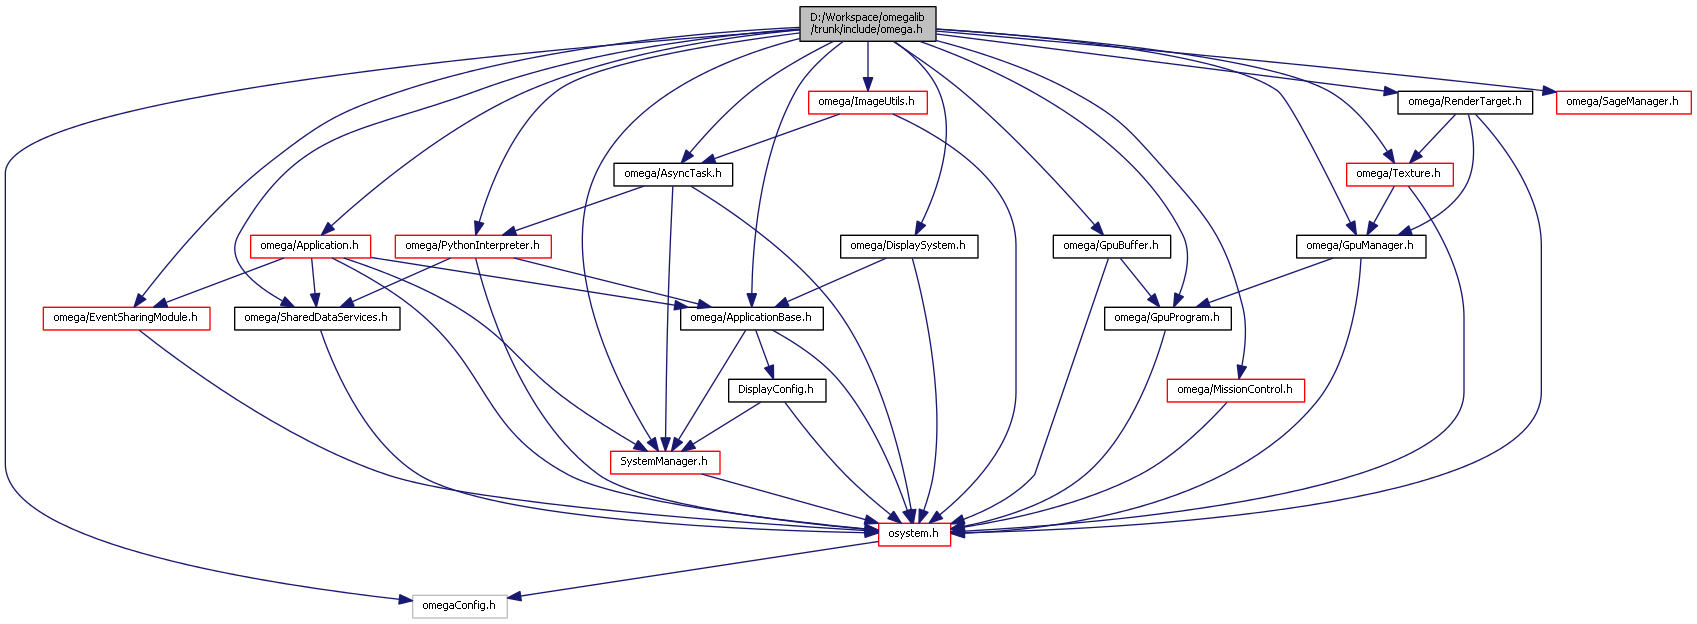 D:/Workspace/omegalib
/trunk/include/omega.h
omega/ImageUtils.h
omega/RenderTarget.h
omega/SageManager.h
omega/AsyncTask.h
omega/Texture.h
omega/Application.h
omega/PythonInterpreter.h
omega/DisplaySystem.h
omega/GpuBuffer.h
omega/GpuManager.h
omega/EventSharingModule.h
omega/SharedDataServices.h
omega/ApplicationBase.h
omega/GpuProgram.h
DisplayConfig.h
omega/MissionControl.h
SystemManager.h
osystem.h
omegaConfig.h